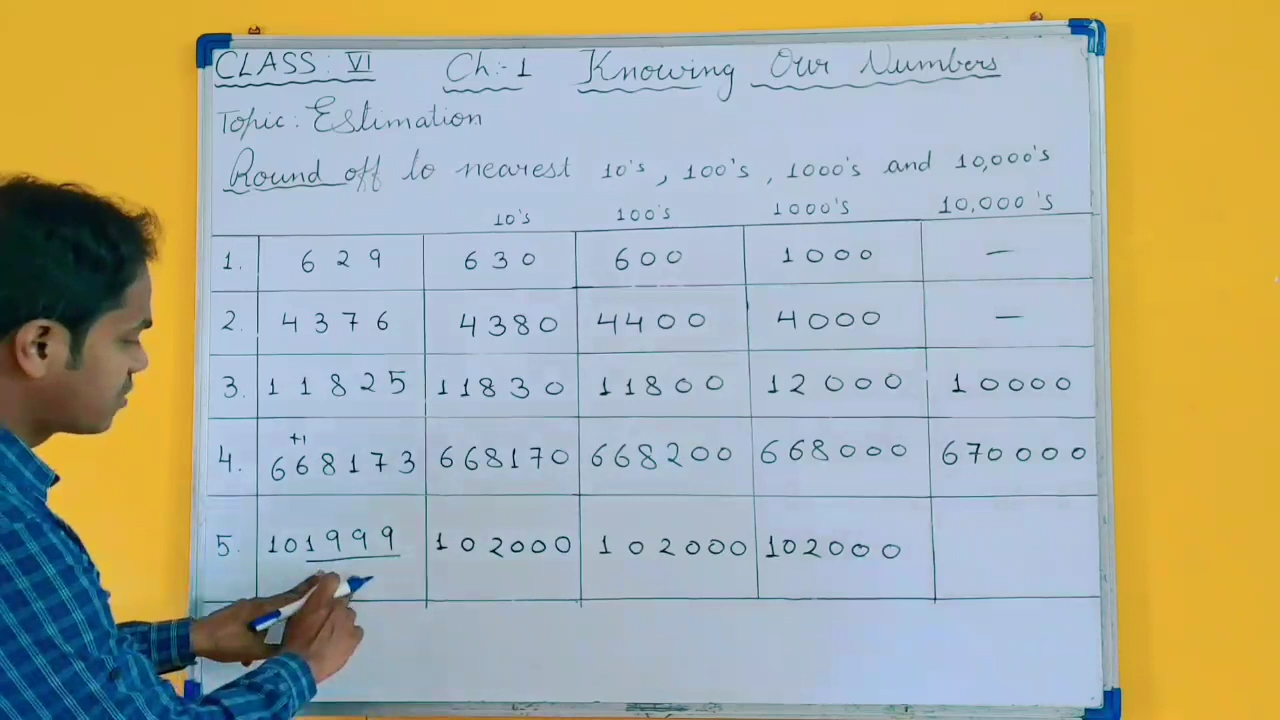 CLASS: VI Ch:-1 Knowing Our Numbers
Topic: Estimation
Round off to nearest 10's, 100's, 1000's and 10,000's
10's 100's 1000's 10,000's
1. 629 630 600 1000 —
2. 4376 4380 4400 4000 —
3. 11825 11830 11800 12000 10000
+1
4. 668173 668170 668200 668000 670000
5. 101999 102000 102000 102000